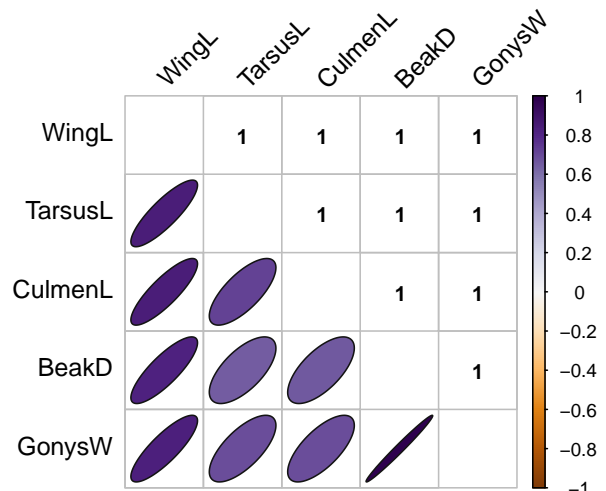 WingL TarsusL CulmenL BeakD GonysW
WingL 1 1 1 1
TarsusL 1 1 1
CulmenL 1 1
BeakD 1
GonysW
1
0.8
0.6
0.4
0.2
0
−0.2
−0.4
−0.6
−0.8
−1